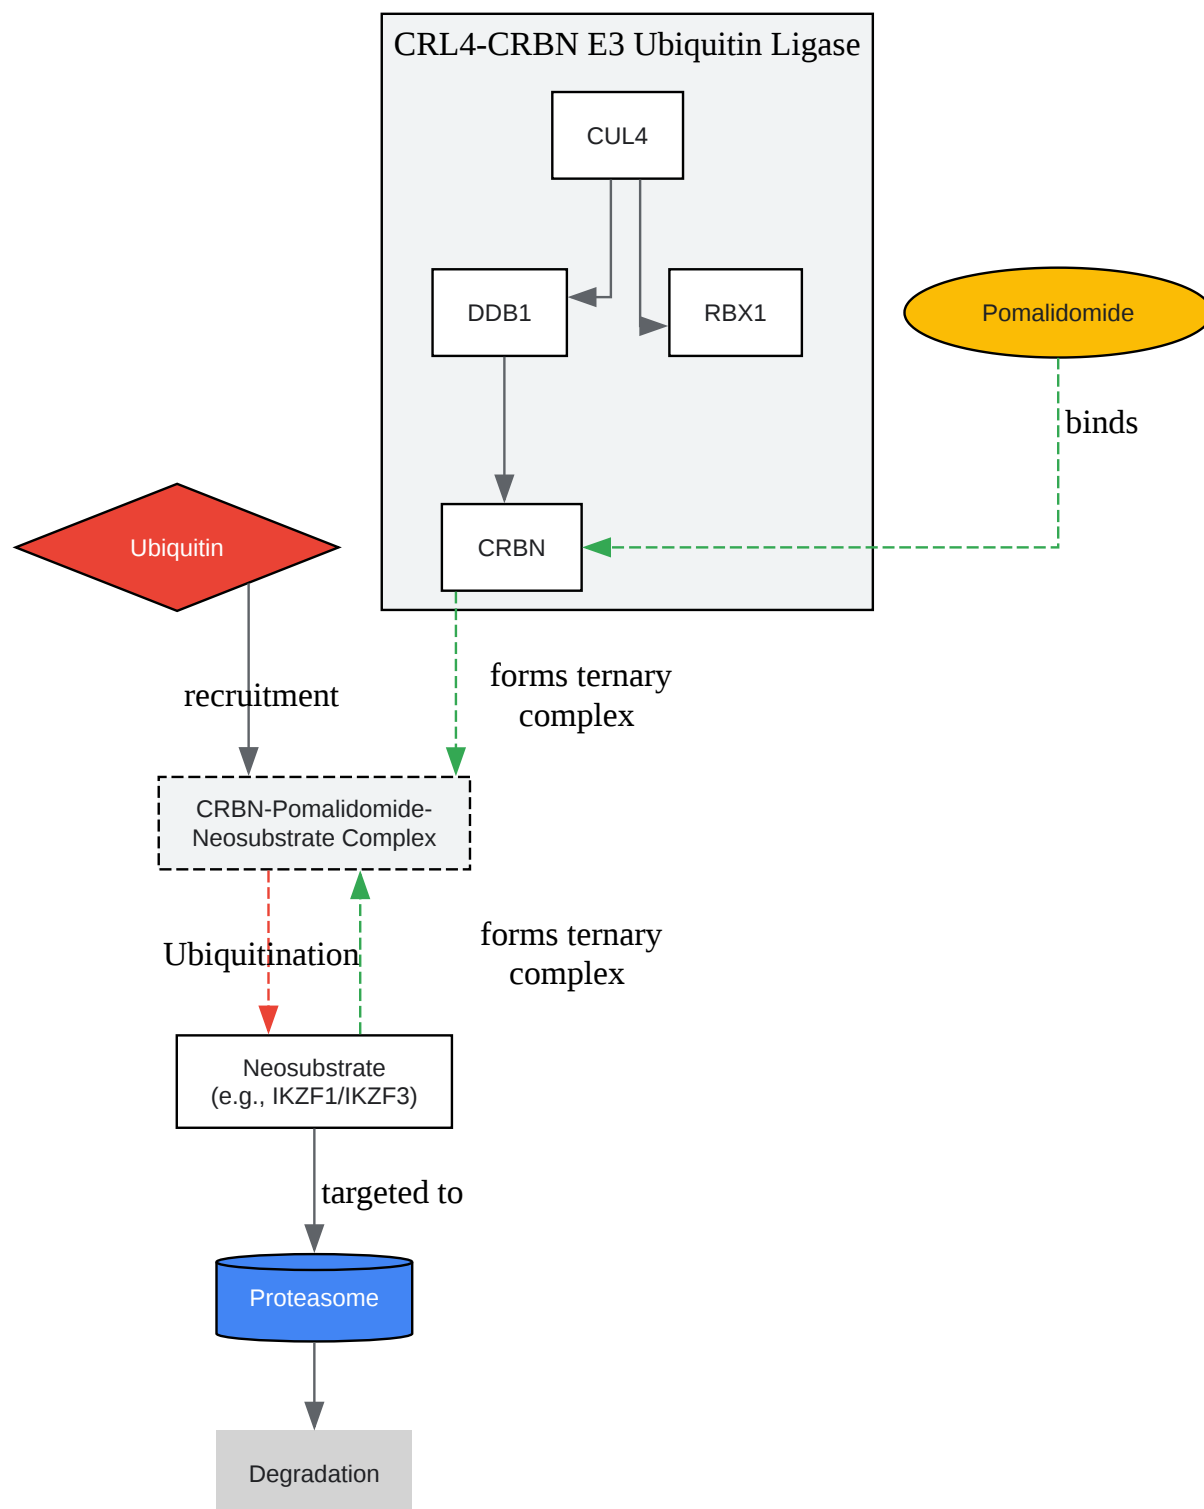 CRL4-CRBN E3 Ubiquitin Ligase
CUL4
DDB1
RBX1
Pomalidomide
binds
Ubiquitin
CRBN
recruitment
forms ternary
complex
CRBN-Pomalidomide-
Neosubstrate Complex
Ubiquitination
forms ternary
complex
Neosubstrate
(e.g., IKZF1/IKZF3)
targeted to
Proteasome
Degradation